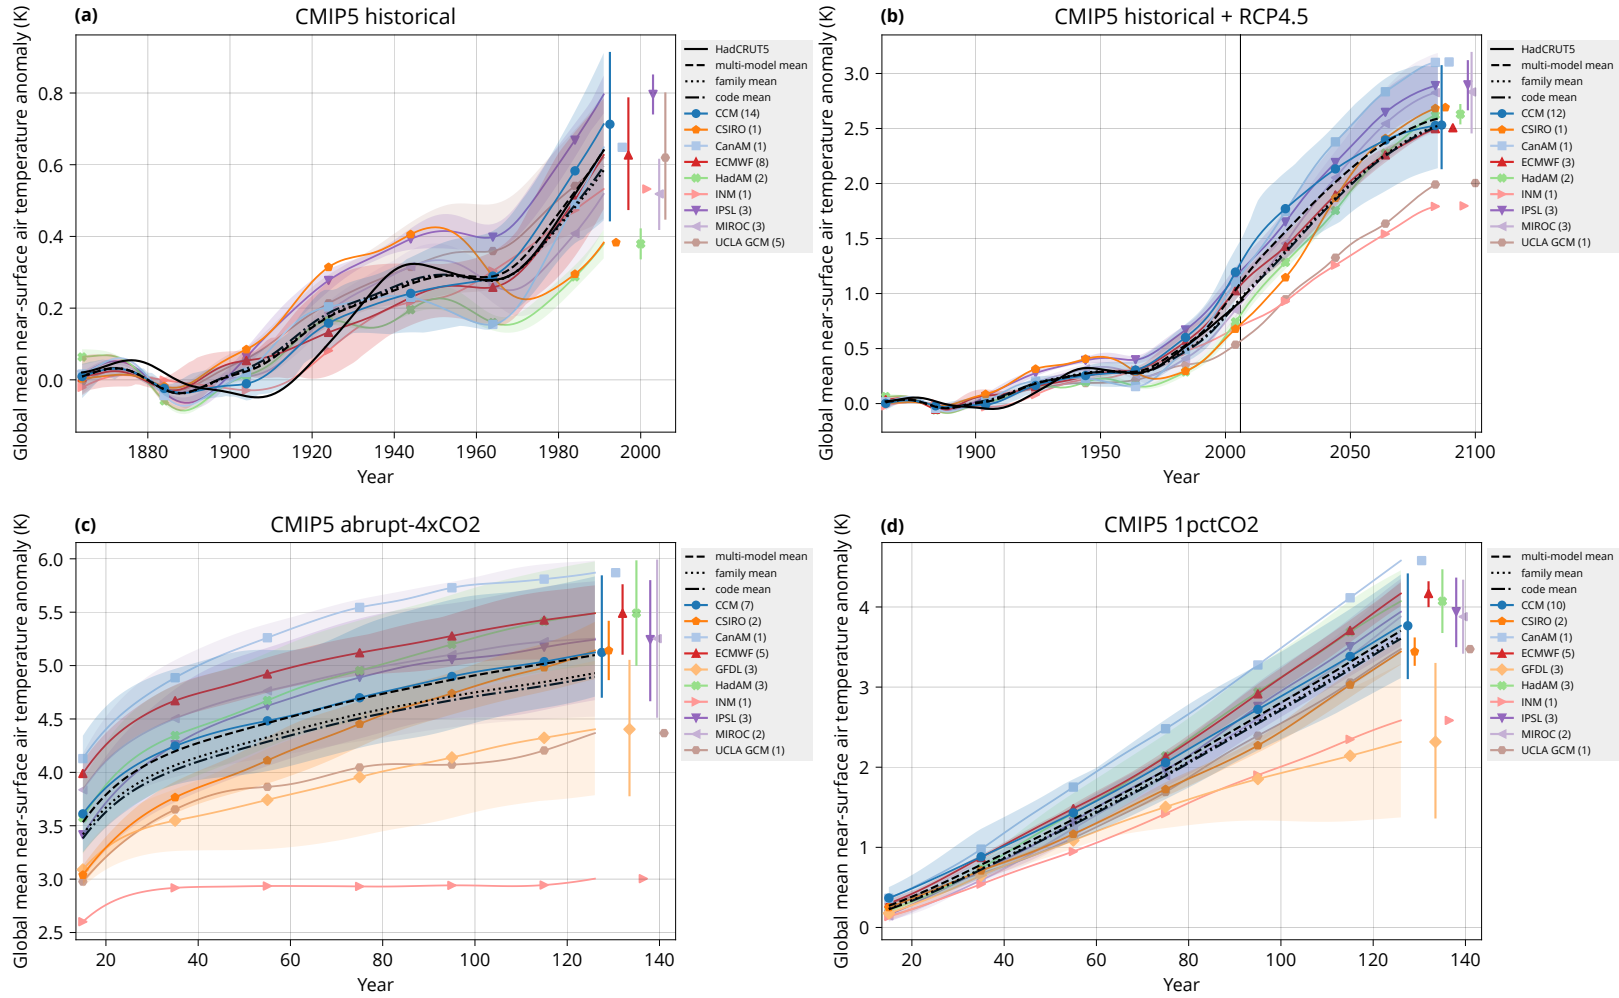 (a)
CMIP5 historical
Global mean near-surface air temperature anomaly (K)
0.8
0.6
0.4
0.2
0.0
1880
1900
1920
1940
1960
1980
2000
Year
HadCRUT5
multi-model mean
family mean
code mean
CCM (14)
CSIRO (1)
CanAM (1)
ECMWF (8)
HadAM (2)
INM (1)
IPSL (3)
MIROC (3)
UCLA GCM (5)
(b)
CMIP5 historical + RCP4.5
Global mean near-surface air temperature anomaly (K)
3.0
2.5
2.0
1.5
1.0
0.5
0.0
1900
1950
2000
2050
2100
Year
HadCRUT5
multi-model mean
family mean
code mean
CCM (12)
CSIRO (1)
CanAM (1)
ECMWF (3)
HadAM (2)
INM (1)
IPSL (3)
MIROC (3)
UCLA GCM (1)
(c)
CMIP5 abrupt-4xCO2
Global mean near-surface air temperature anomaly (K)
6.0
5.5
5.0
4.5
4.0
3.5
3.0
2.5
20
40
60
80
100
120
140
Year
multi-model mean
family mean
code mean
CCM (7)
CSIRO (2)
CanAM (1)
ECMWF (5)
GFDL (3)
HadAM (3)
INM (1)
IPSL (3)
MIROC (2)
UCLA GCM (1)
(d)
CMIP5 1pctCO2
Global mean near-surface air temperature anomaly (K)
4
3
2
1
0
20
40
60
80
100
120
140
Year
multi-model mean
family mean
code mean
CCM (10)
CSIRO (2)
CanAM (1)
ECMWF (5)
GFDL (3)
HadAM (3)
INM (1)
IPSL (3)
MIROC (2)
UCLA GCM (1)